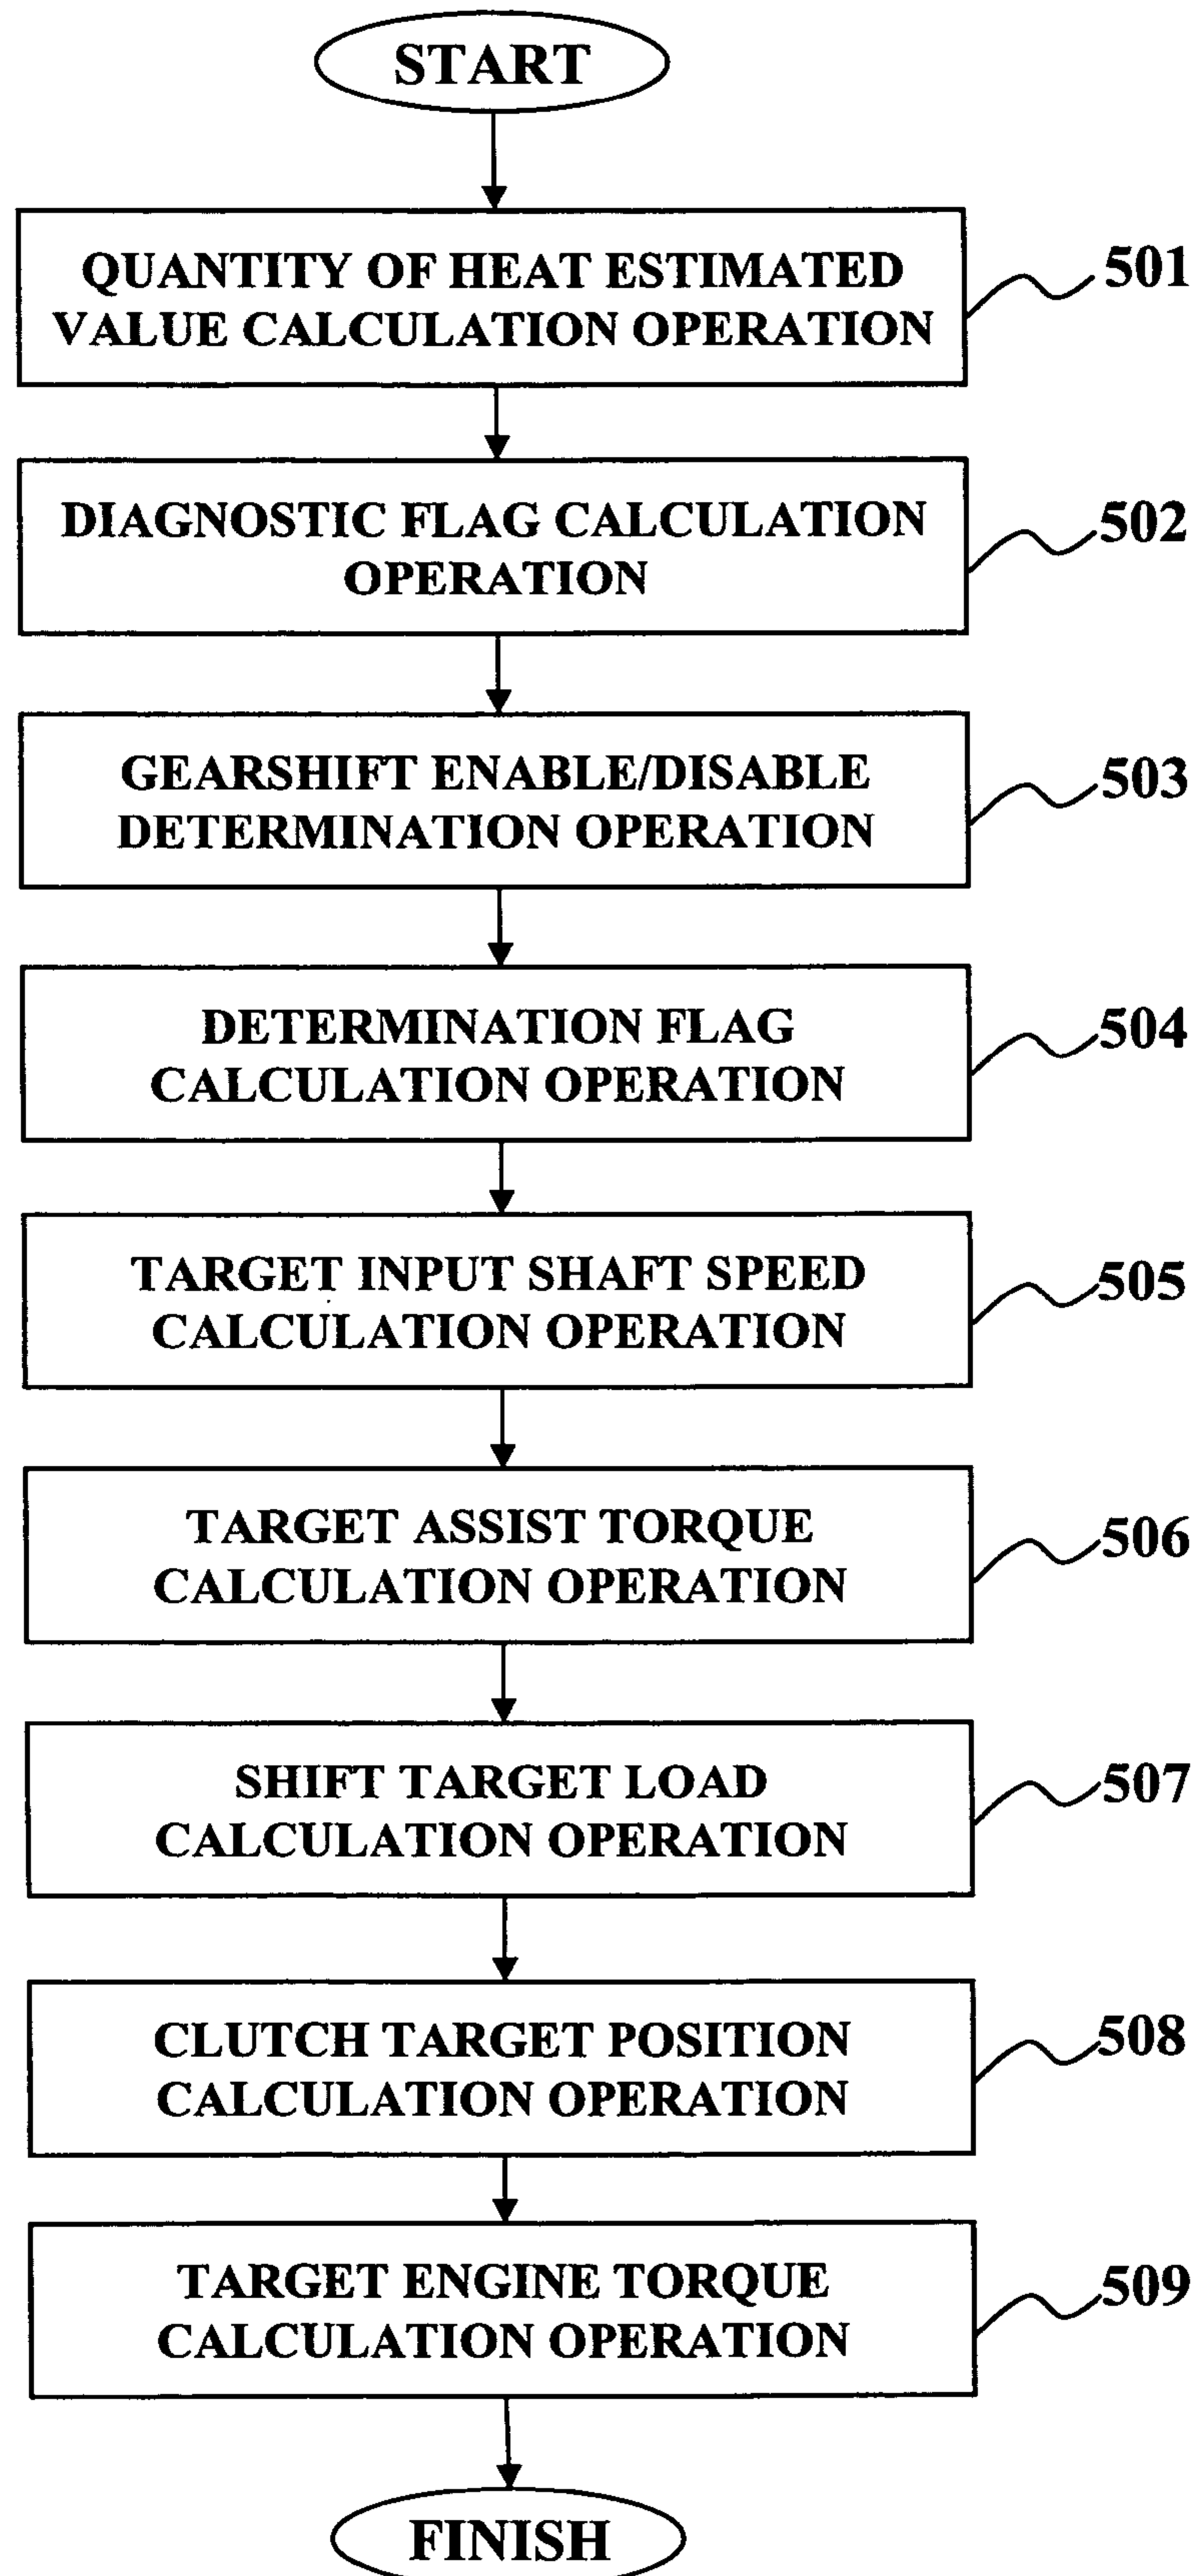 START
QUANTITY OF HEAT ESTIMATED
VALUE CALCULATION OPERATION
501
DIAGNOSTIC FLAG CALCULATION
OPERATION
502
GEARSHIFT ENABLE/DISABLE
DETERMINATION OPERATION
503
DETERMINATION FLAG
CALCULATION OPERATION
504
TARGET INPUT SHAFT SPEED
CALCULATION OPERATION
505
TARGET ASSIST TORQUE
CALCULATION OPERATION
506
SHIFT TARGET LOAD
CALCULATION OPERATION
507
CLUTCH TARGET POSITION
CALCULATION OPERATION
508
TARGET ENGINE TORQUE
CALCULATION OPERATION
509
FINISH